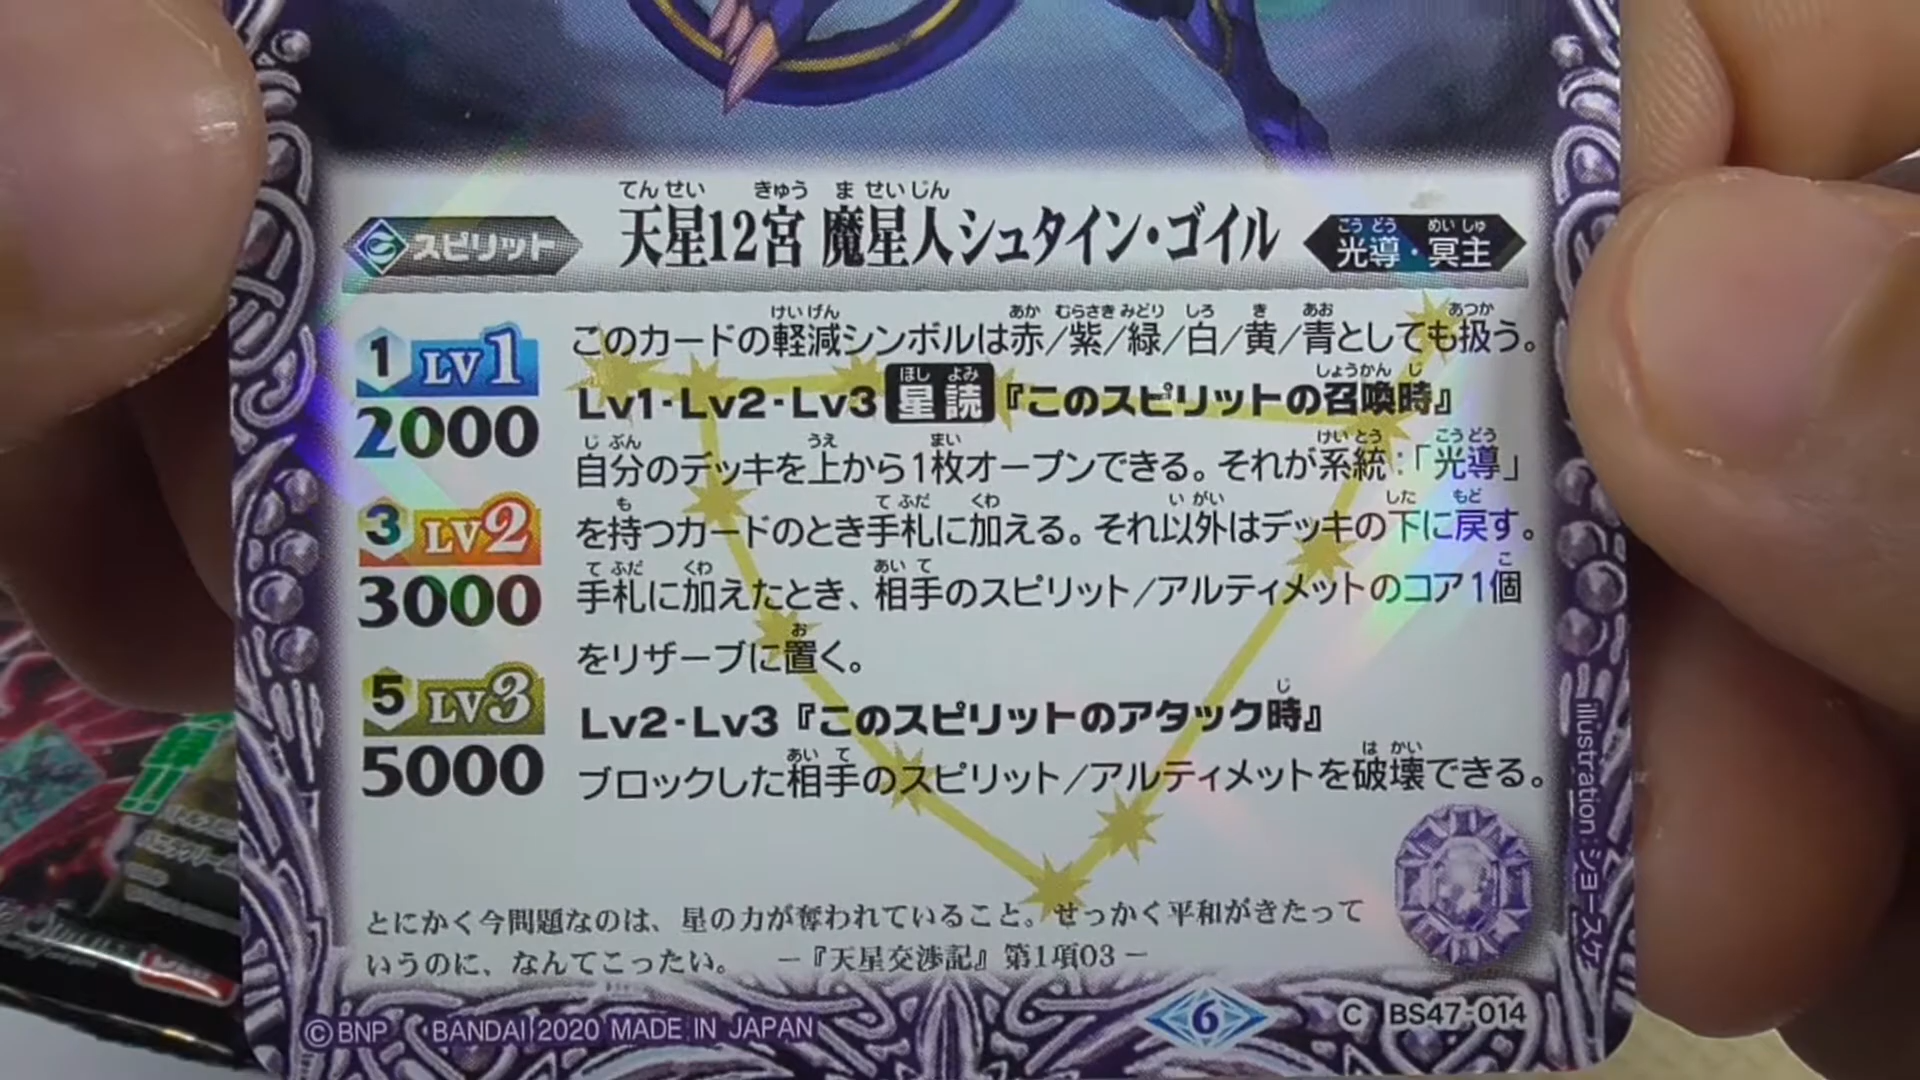 てんせい きゅう ま せいじん
スピリット 天星12宮 魔星人シュタイン・ゴイル
こうどう めいしゅ
光導・冥主
けいげん あか むらさき みどり しろ き あお あつか
このカードの軽減シンボルは赤/紫/緑/白/黄/青としても扱う。
ほし よみ しょうかん じ
Lv1-Lv2-Lv3 星読『このスピリットの召喚時』
じぶん うえ まい けいとう こうどう
自分のデッキを上から1枚オープンできる。それが系統:「光導」
も てふだ くわ いがい した もど
を持つカードのとき手札に加える。それ以外はデッキの下に戻す。
てふだ くわ あいて こ
手札に加えたとき、相手のスピリット/アルティメットのコア1個
お
をリザーブに置く。
じ
Lv2-Lv3『このスピリットのアタック時』
あいて はかい
ブロックした相手のスピリット/アルティメットを破壊できる。
1 LV1
2000
3 LV2
3000
5 LV3
5000
とにかく今問題なのは、星の力が奪われていること。せっかく平和がきたって
いうのに、なんてこったい。 －『天星交渉記』第1項03－
illustration:ショースケ
©BNP BANDAI 2020 MADE IN JAPAN
6
C BS47-014